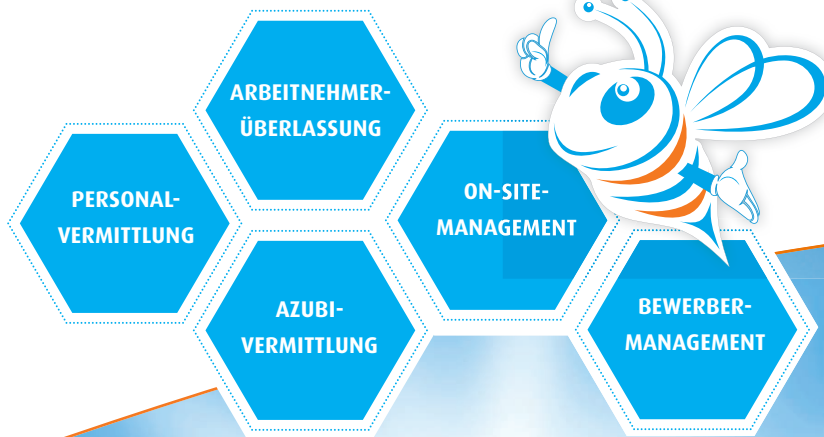 ARBEITNEHMER-
ÜBERLASSUNG
PERSONAL-
VERMITTLUNG
ON-SITE-
MANAGEMENT
AZUBI-
VERMITTLUNG
BEWERBER-
MANAGEMENT